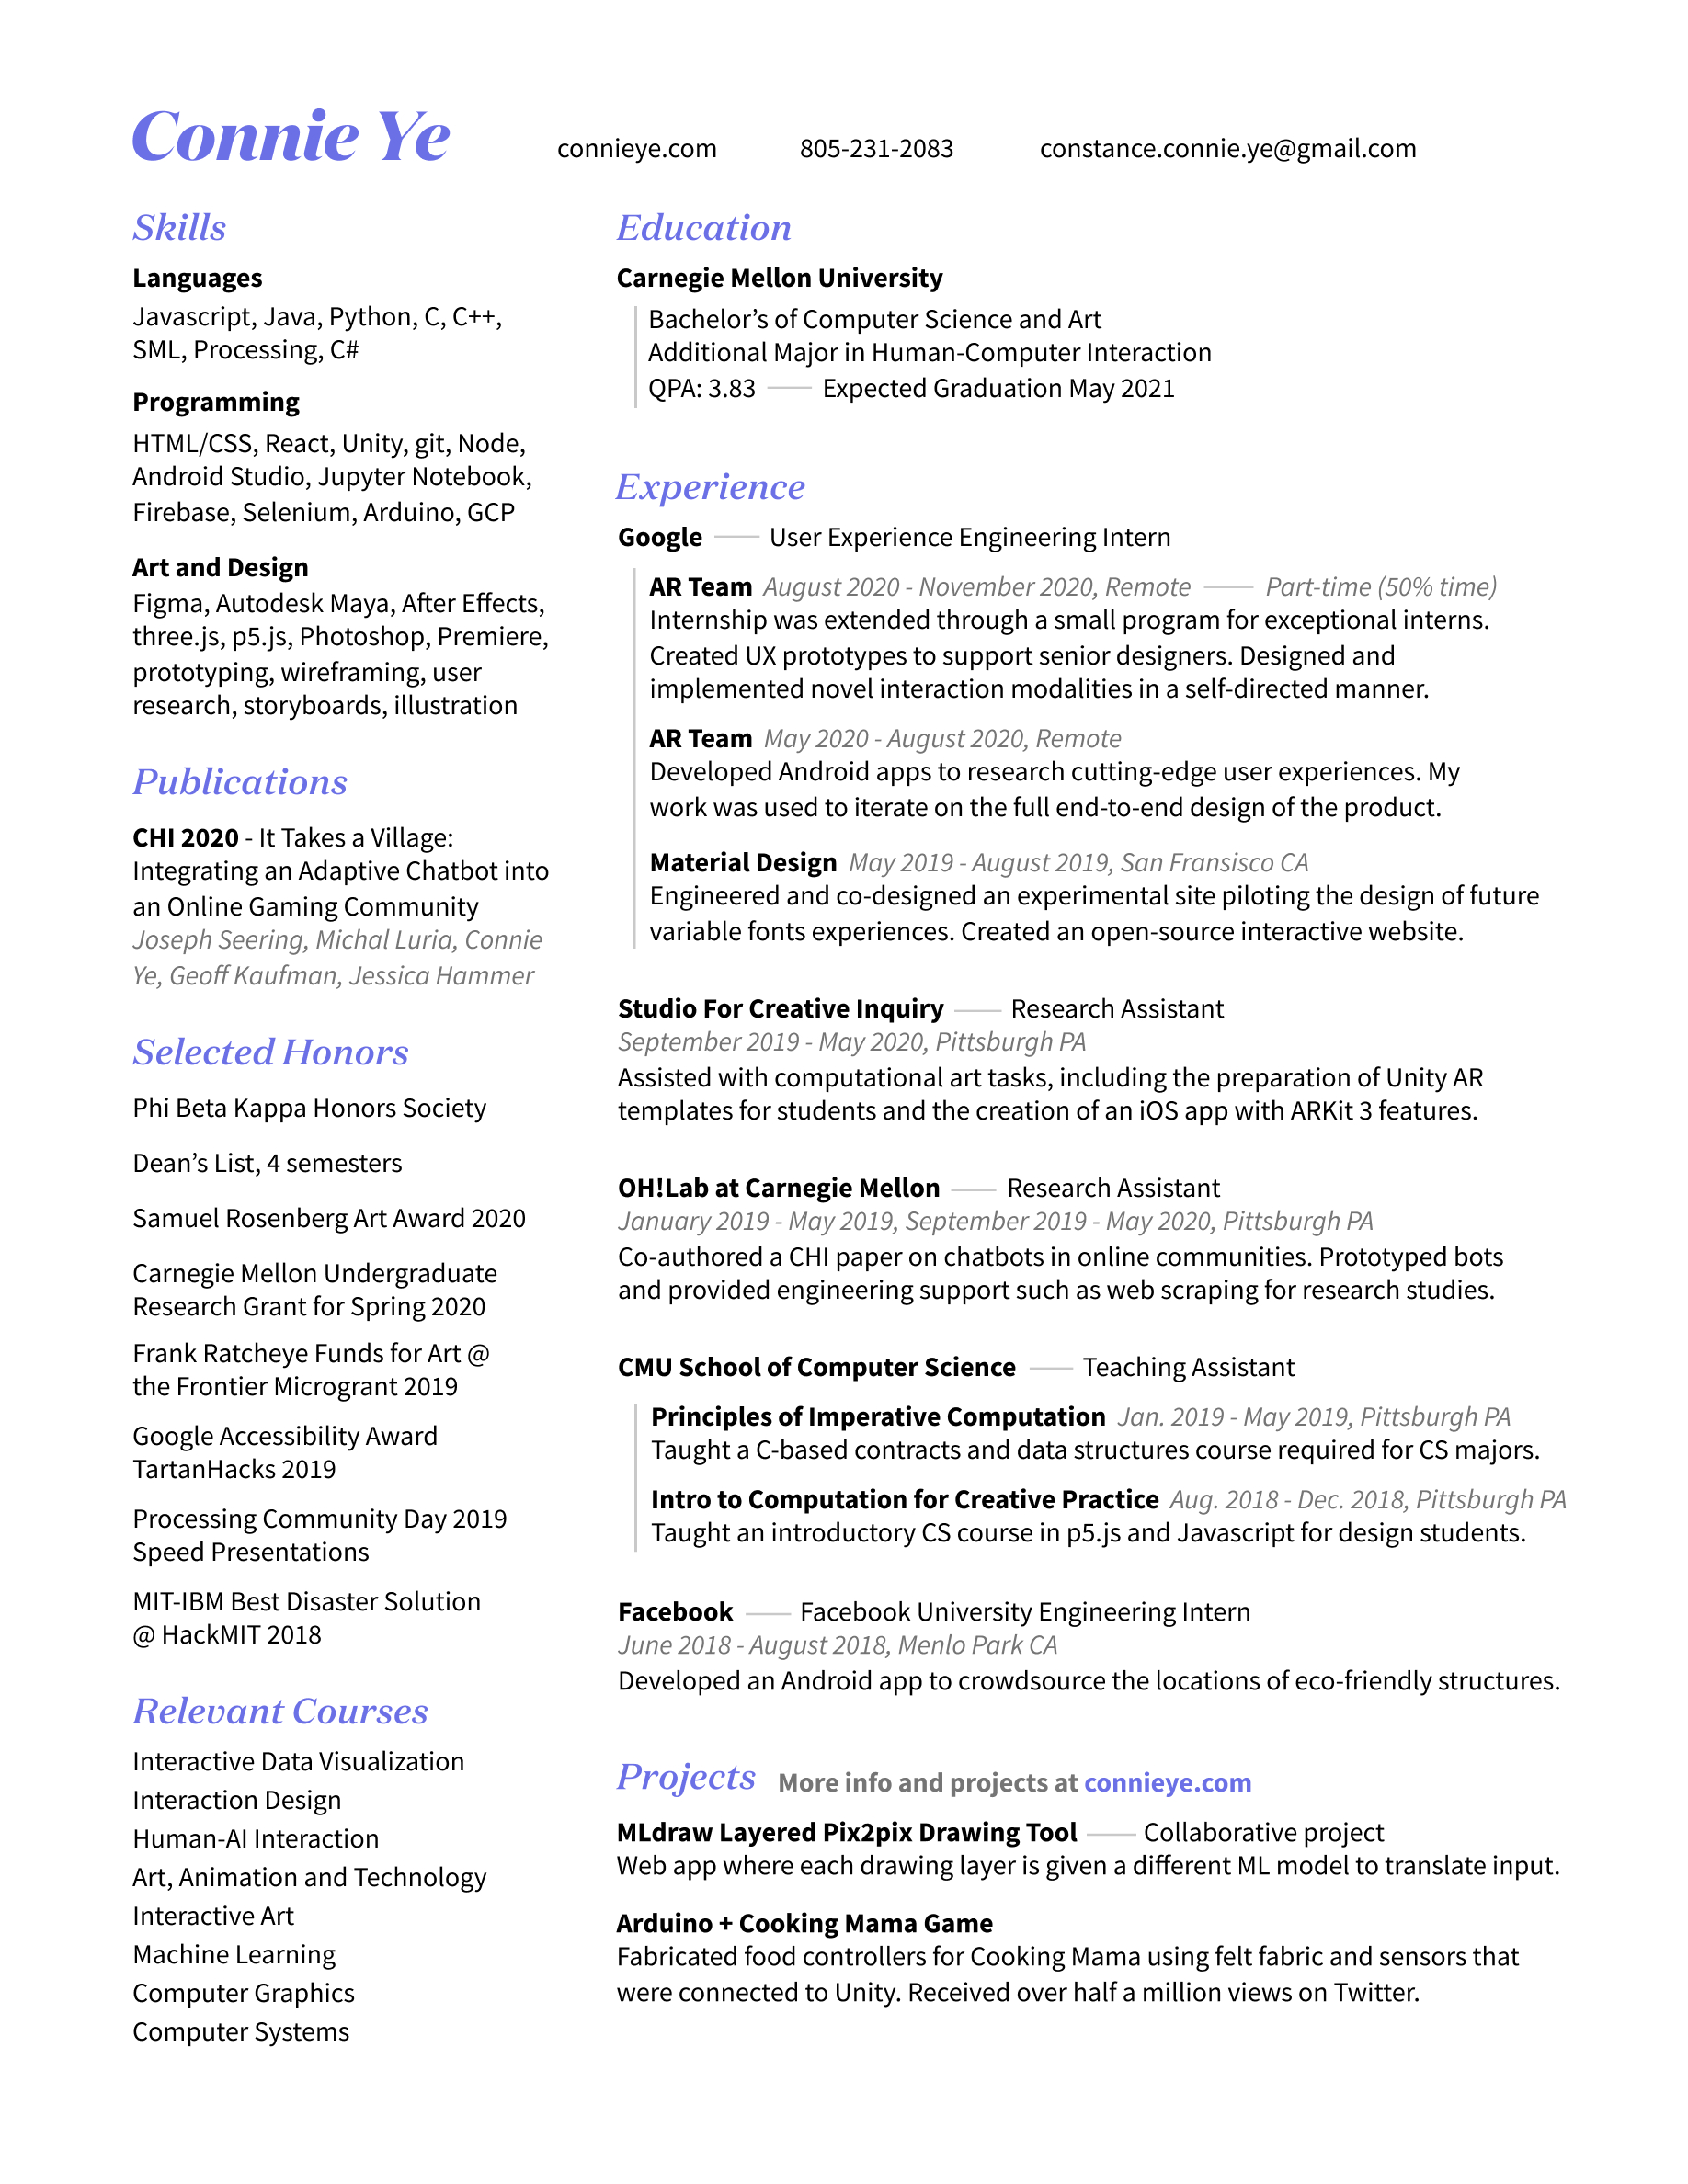 Connie Ye
connieye.com
805-231-2083
constance.connie.ye@gmail.com
Skills
Languages
Javascript, Java, Python, C, C++,
SML, Processing, C#
Programming
HTML/CSS, React, Unity, git, Node,
Android Studio, Jupyter Notebook,
Firebase, Selenium, Arduino, GCP
Art and Design
Figma, Autodesk Maya, After Effects,
three.js, p5.js, Photoshop, Premiere,
prototyping, wireframing, user
research, storyboards, illustration
Publications
CHI 2020 - It Takes a Village:
Integrating an Adaptive Chatbot into
an Online Gaming Community
Joseph Seering, Michal Luria, Connie
Ye, Geoff Kaufman, Jessica Hammer
Selected Honors
Phi Beta Kappa Honors Society
Dean’s List, 4 semesters
Samuel Rosenberg Art Award 2020
Carnegie Mellon Undergraduate
Research Grant for Spring 2020
Frank Ratcheye Funds for Art @
the Frontier Microgrant 2019
Google Accessibility Award
TartanHacks 2019
Processing Community Day 2019
Speed Presentations
MIT-IBM Best Disaster Solution
@ HackMIT 2018
Relevant Courses
Interactive Data Visualization
Interaction Design
Human-AI Interaction
Art, Animation and Technology
Interactive Art
Machine Learning
Computer Graphics
Computer Systems
Education
Carnegie Mellon University
Bachelor’s of Computer Science and Art
Additional Major in Human-Computer Interaction
QPA: 3.83 —— Expected Graduation May 2021
Experience
Google —— User Experience Engineering Intern
AR Team August 2020 - November 2020, Remote —— Part-time (50% time)
Internship was extended through a small program for exceptional interns.
Created UX prototypes to support senior designers. Designed and
implemented novel interaction modalities in a self-directed manner.
AR Team May 2020 - August 2020, Remote
Developed Android apps to research cutting-edge user experiences. My
work was used to iterate on the full end-to-end design of the product.
Material Design May 2019 - August 2019, San Fransisco CA
Engineered and co-designed an experimental site piloting the design of future
variable fonts experiences. Created an open-source interactive website.
Studio For Creative Inquiry —— Research Assistant
September 2019 - May 2020, Pittsburgh PA
Assisted with computational art tasks, including the preparation of Unity AR
templates for students and the creation of an iOS app with ARKit 3 features.
OH!Lab at Carnegie Mellon —— Research Assistant
January 2019 - May 2019, September 2019 - May 2020, Pittsburgh PA
Co-authored a CHI paper on chatbots in online communities. Prototyped bots
and provided engineering support such as web scraping for research studies.
CMU School of Computer Science —— Teaching Assistant
Principles of Imperative Computation Jan. 2019 - May 2019, Pittsburgh PA
Taught a C-based contracts and data structures course required for CS majors.
Intro to Computation for Creative Practice Aug. 2018 - Dec. 2018, Pittsburgh PA
Taught an introductory CS course in p5.js and Javascript for design students.
Facebook —— Facebook University Engineering Intern
June 2018 - August 2018, Menlo Park CA
Developed an Android app to crowdsource the locations of eco-friendly structures.
Projects More info and projects at connieye.com
MLdraw Layered Pix2pix Drawing Tool —— Collaborative project
Web app where each drawing layer is given a different ML model to translate input.
Arduino + Cooking Mama Game
Fabricated food controllers for Cooking Mama using felt fabric and sensors that
were connected to Unity. Received over half a million views on Twitter.